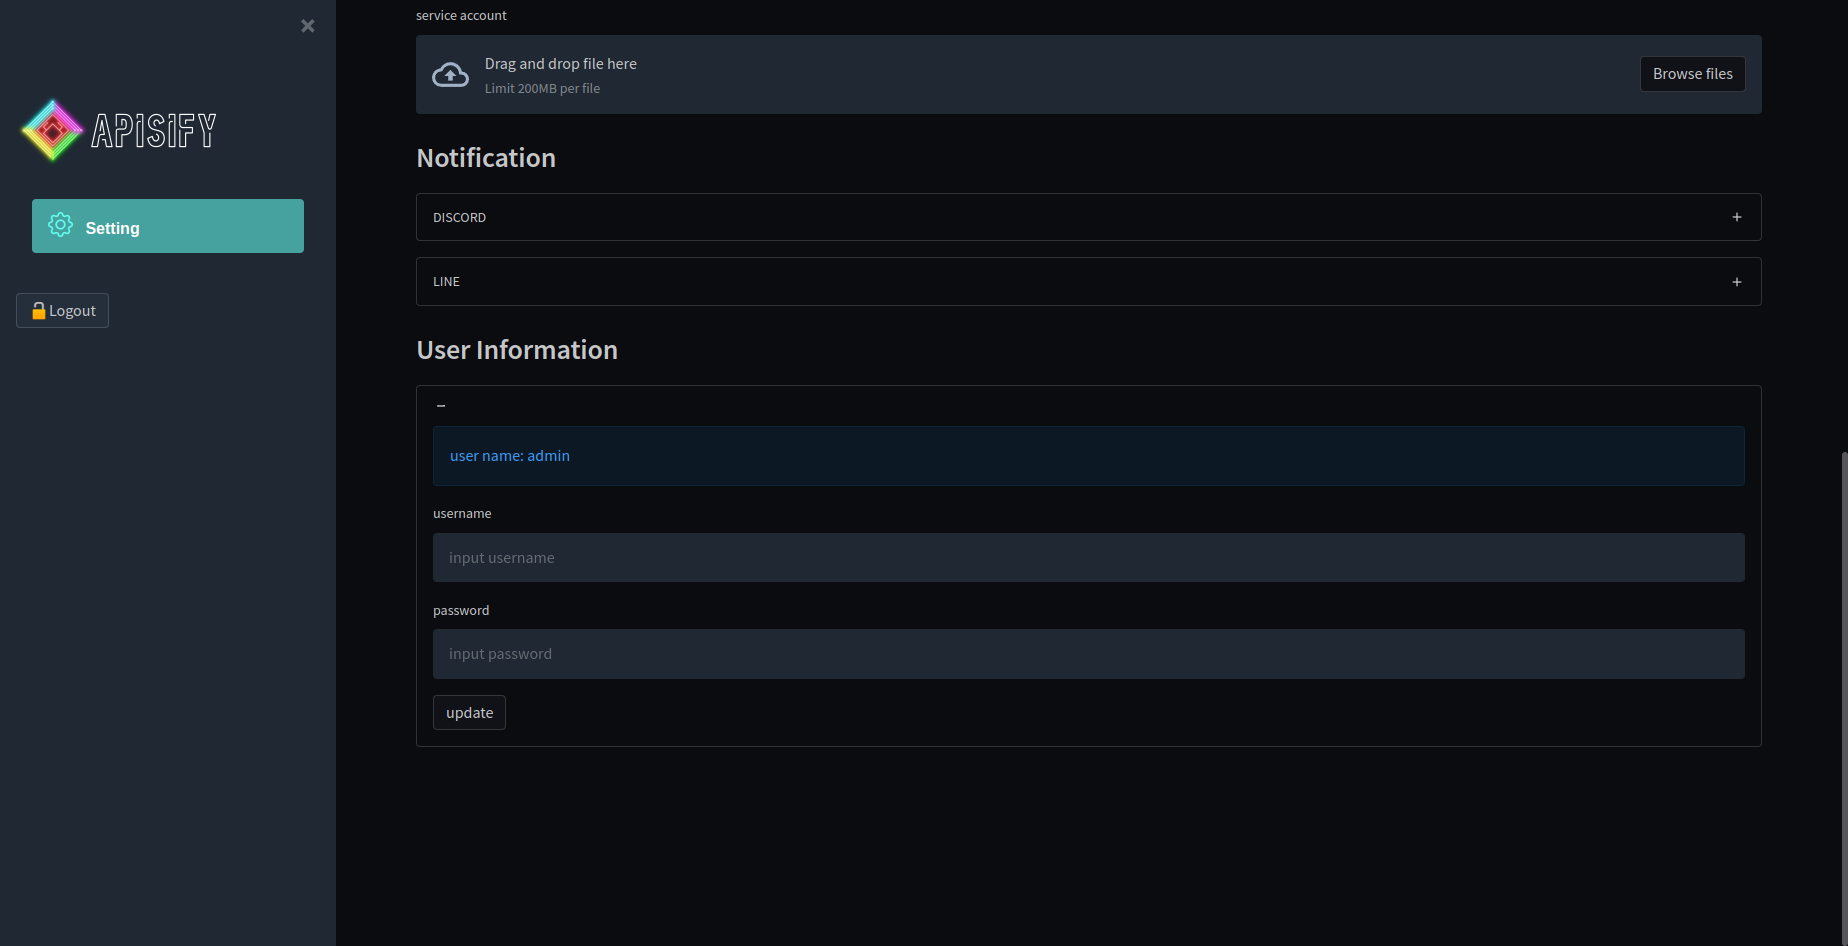 APISIFY
Setting
Logout
service account
Drag and drop file here
Limit 200MB per file
Browse files
Notification
DISCORD
LINE
User Information
user name: admin
username
input username
password
input password
update